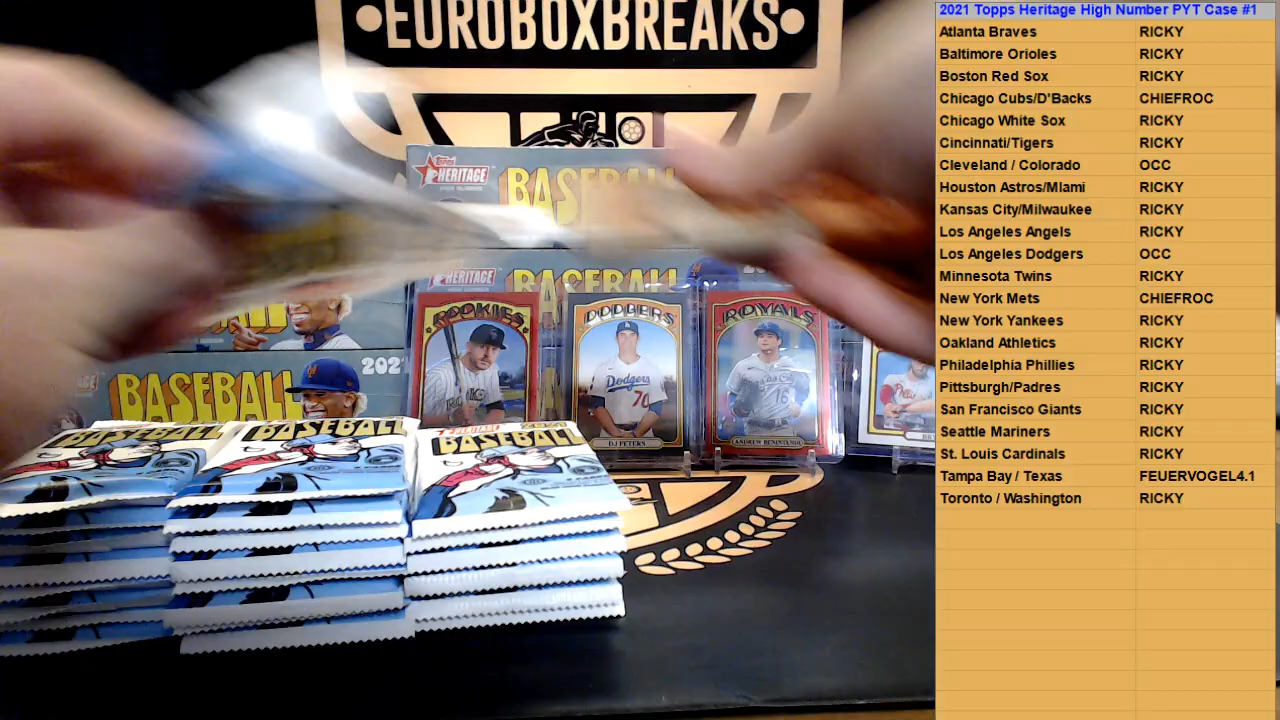 EUROBOXBREAKS
TOPPS
HERITAGE
BASEBALL
HERITAGE
BASEBALL
BASEBALL
2021
ROOKIES
DODGERS
Dodgers
70
DJ PETERS
ROYALS
16
ANDREW BENINTENDI
BASEBALL
BASEBALL
BASEBALL
2021 Topps Heritage High Number PYT Case #1
Atlanta Braves RICKY
Baltimore Orioles RICKY
Boston Red Sox RICKY
Chicago Cubs/D'Backs CHIEFROC
Chicago White Sox RICKY
Cincinnati/Tigers RICKY
Cleveland / Colorado OCC
Houston Astros/MIami RICKY
Kansas City/Milwaukee RICKY
Los Angeles Angels RICKY
Los Angeles Dodgers OCC
Minnesota Twins RICKY
New York Mets CHIEFROC
New York Yankees RICKY
Oakland Athletics RICKY
Philadelphia Phillies RICKY
Pittsburgh/Padres RICKY
San Francisco Giants RICKY
Seattle Mariners RICKY
St. Louis Cardinals RICKY
Tampa Bay / Texas FEUERVOGEL4.1
Toronto / Washington RICKY